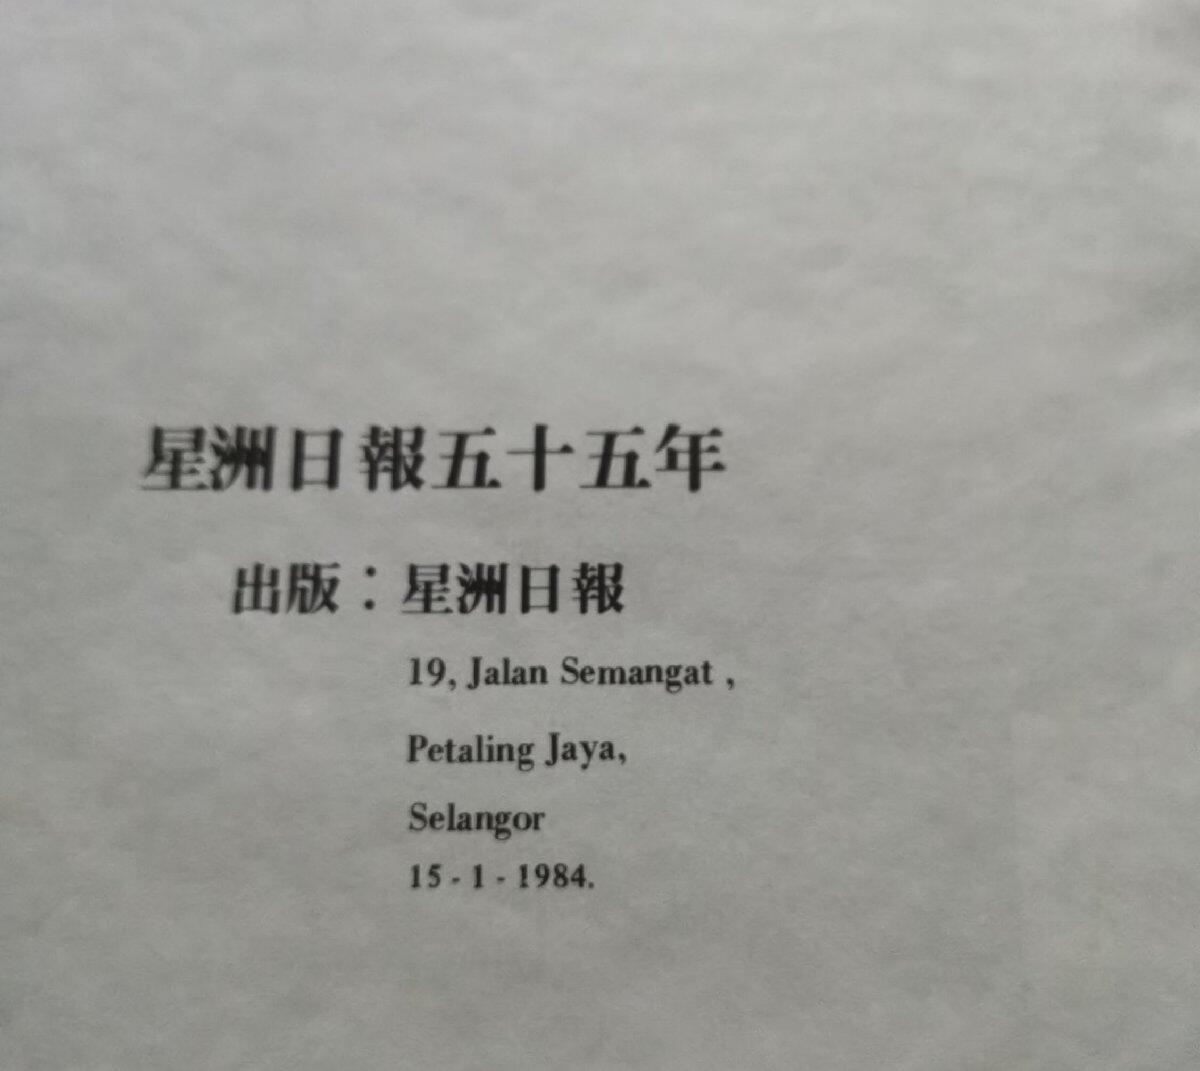 星洲日報五十五年
出版：星洲日報
19, Jalan Semangat ,
Petaling Jaya,
Selangor
15 - 1 - 1984.